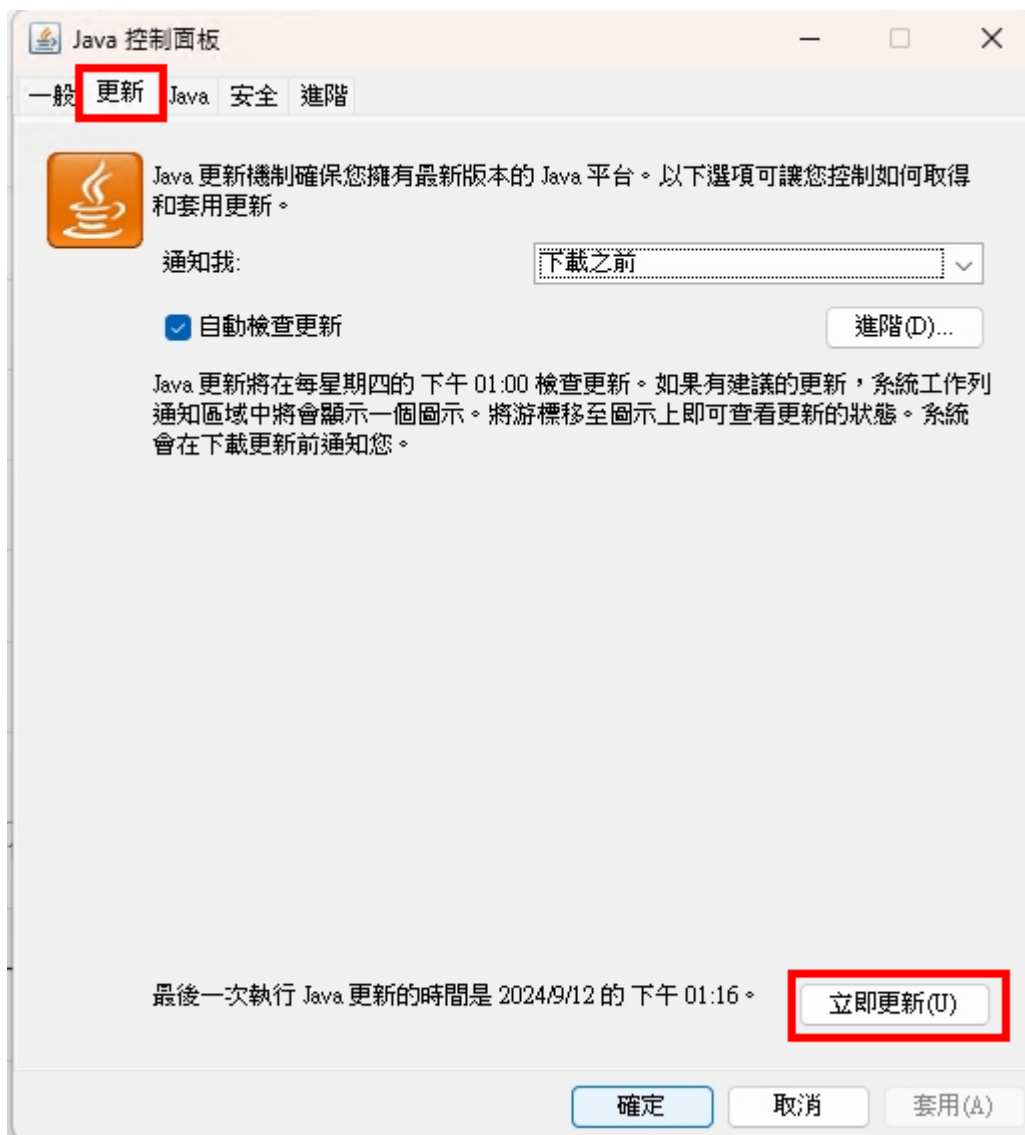 Java 控制面板
一般 更新 Java 安全 進階
Java 更新機制確保您擁有最新版本的 Java 平台。以下選項可讓您控制如何取得
和套用更新。
通知我: 下載之前
自動檢查更新 進階(D)...
Java 更新將在每星期四的 下午 01:00 檢查更新。如果有建議的更新，系統工作列
通知區域中將會顯示一個圖示。將游標移至圖示上即可查看更新的狀態。系統
會在下載更新前通知您。
最後一次執行 Java 更新的時間是 2024/9/12 的 下午 01:16。 立即更新(U)
確定 取消 套用(A)